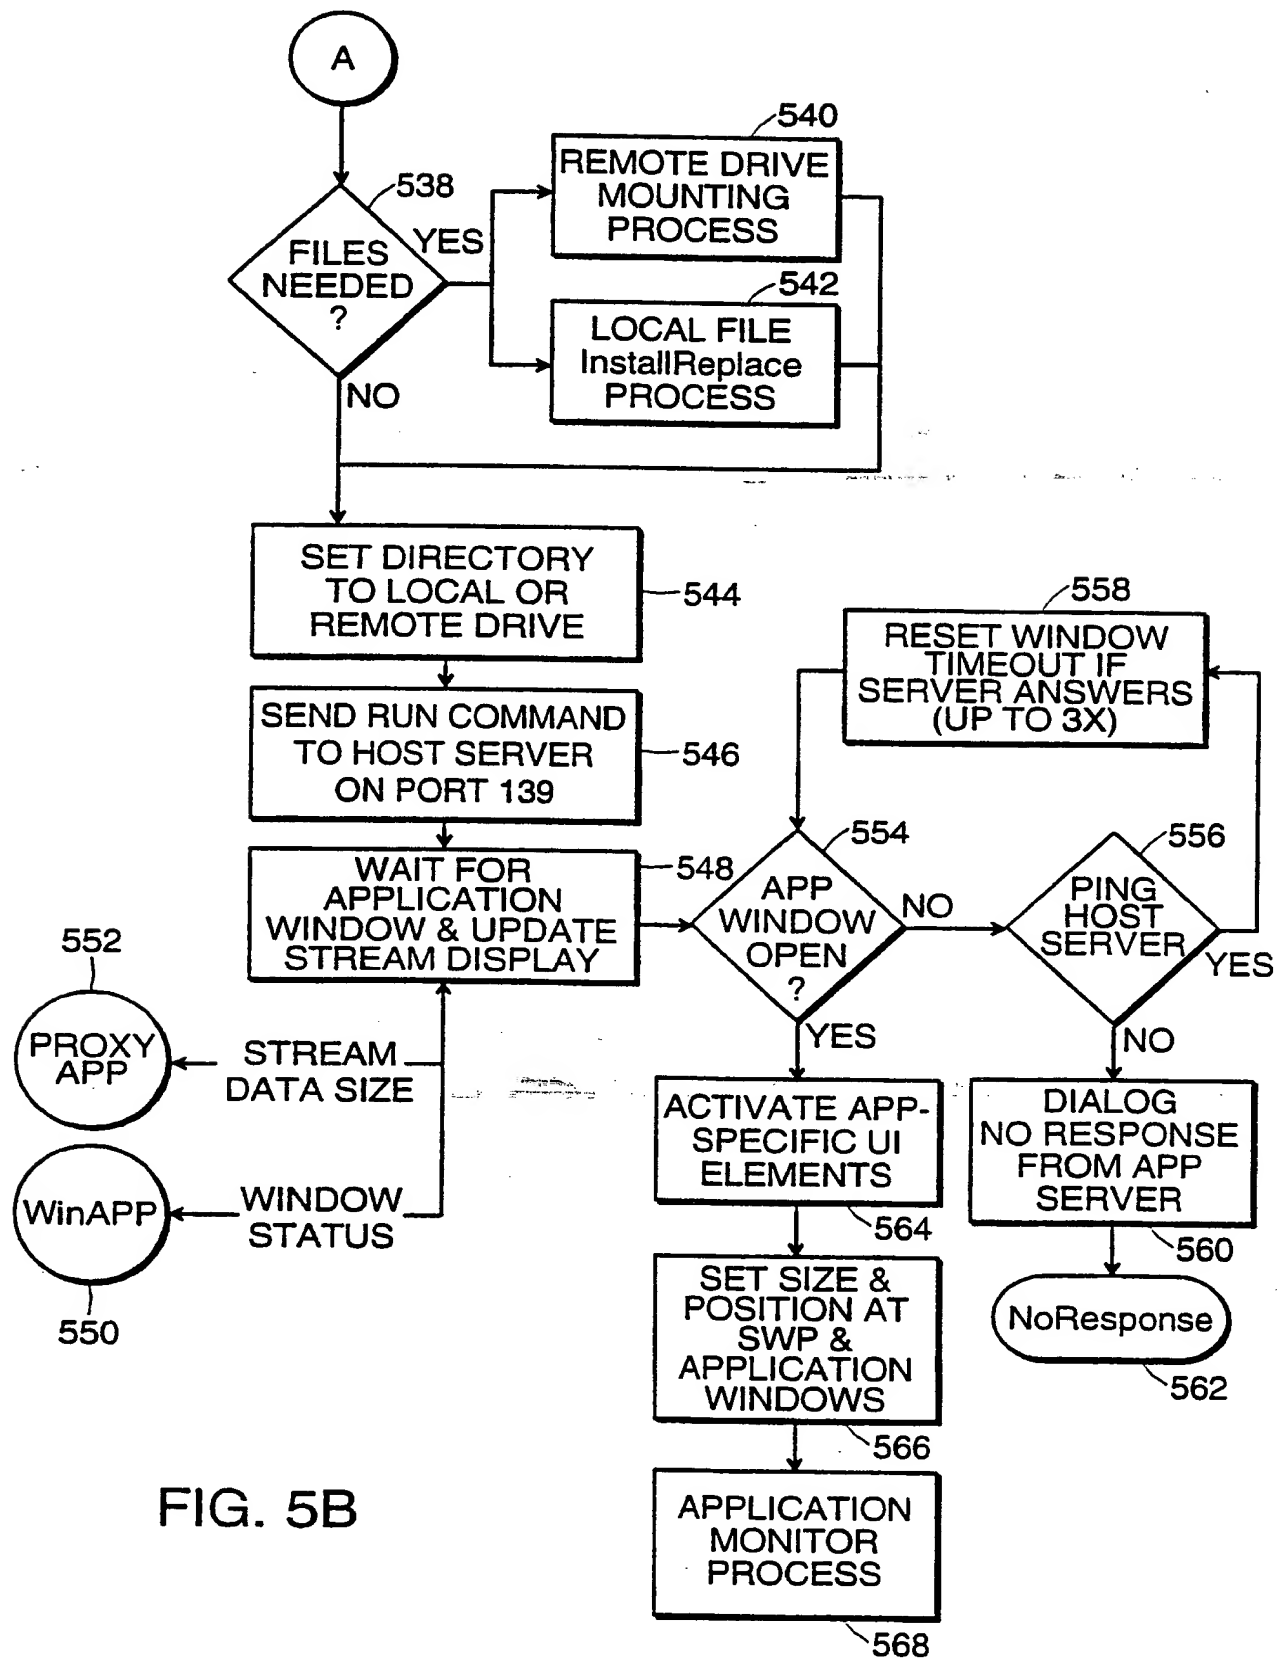 A
540
REMOTE DRIVE
MOUNTING
PROCESS
538
FILES
NEEDED
?
YES
NO
542
LOCAL FILE
InstallReplace
PROCESS
SET DIRECTORY
TO LOCAL OR
REMOTE DRIVE
544
SEND RUN COMMAND
TO HOST SERVER
ON PORT 139
546
WAIT FOR
APPLICATION
WINDOW & UPDATE
STREAM DISPLAY
548
558
RESET WINDOW
TIMEOUT IF
SERVER ANSWERS
(UP TO 3X)
554
APP
WINDOW
OPEN
?
NO
YES
556
PING
HOST
SERVER
YES
NO
552
PROXY
APP
STREAM
DATA SIZE
WinAPP
WINDOW
STATUS
550
ACTIVATE APP-
SPECIFIC UI
ELEMENTS
564
DIALOG
NO RESPONSE
FROM APP
SERVER
560
NoResponse
562
SET SIZE &
POSITION AT
SWP &
APPLICATION
WINDOWS
566
APPLICATION
MONITOR
PROCESS
568
FIG. 5B